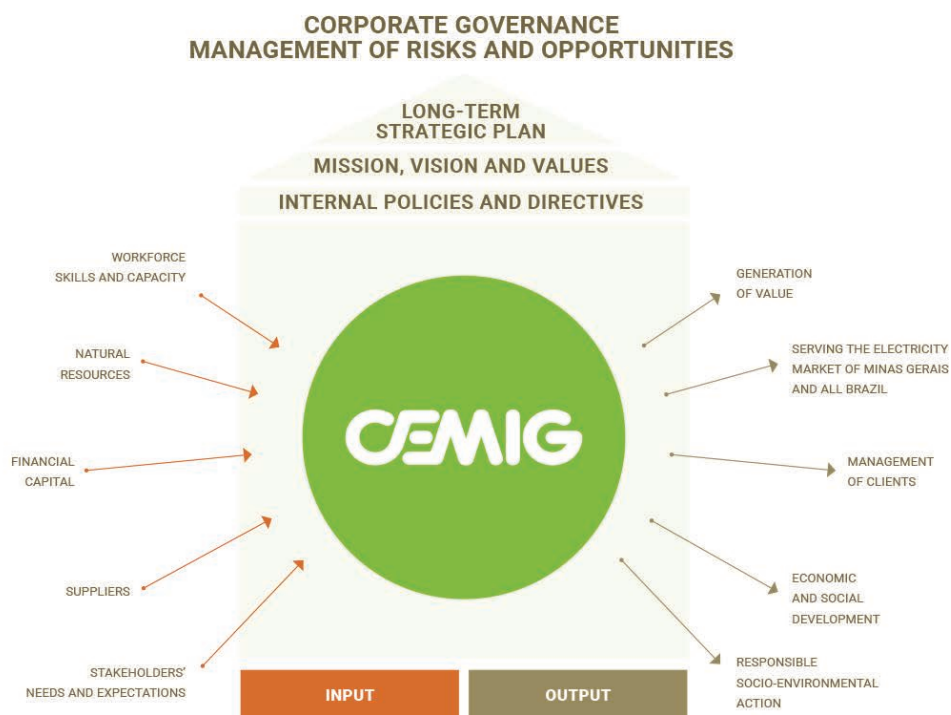 CORPORATE GOVERNANCE
MANAGEMENT OF RISKS AND OPPORTUNITIES
LONG-TERM
STRATEGIC PLAN
MISSION, VISION AND VALUES
INTERNAL POLICIES AND DIRECTIVES
WORKFORCE
SKILLS AND CAPACITY
NATURAL
RESOURCES
FINANCIAL
CAPITAL
SUPPLIERS
STAKEHOLDERS'
NEEDS AND EXPECTATIONS
CEMIG
GENERATION
OF VALUE
SERVING THE ELECTRICITY
MARKET OF MINAS GERAIS
AND ALL BRAZIL
MANAGEMENT
OF CLIENTS
ECONOMIC
AND SOCIAL
DEVELOPMENT
RESPONSIBLE
SOCIO-ENVIRONMENTAL
ACTION
INPUT
OUTPUT